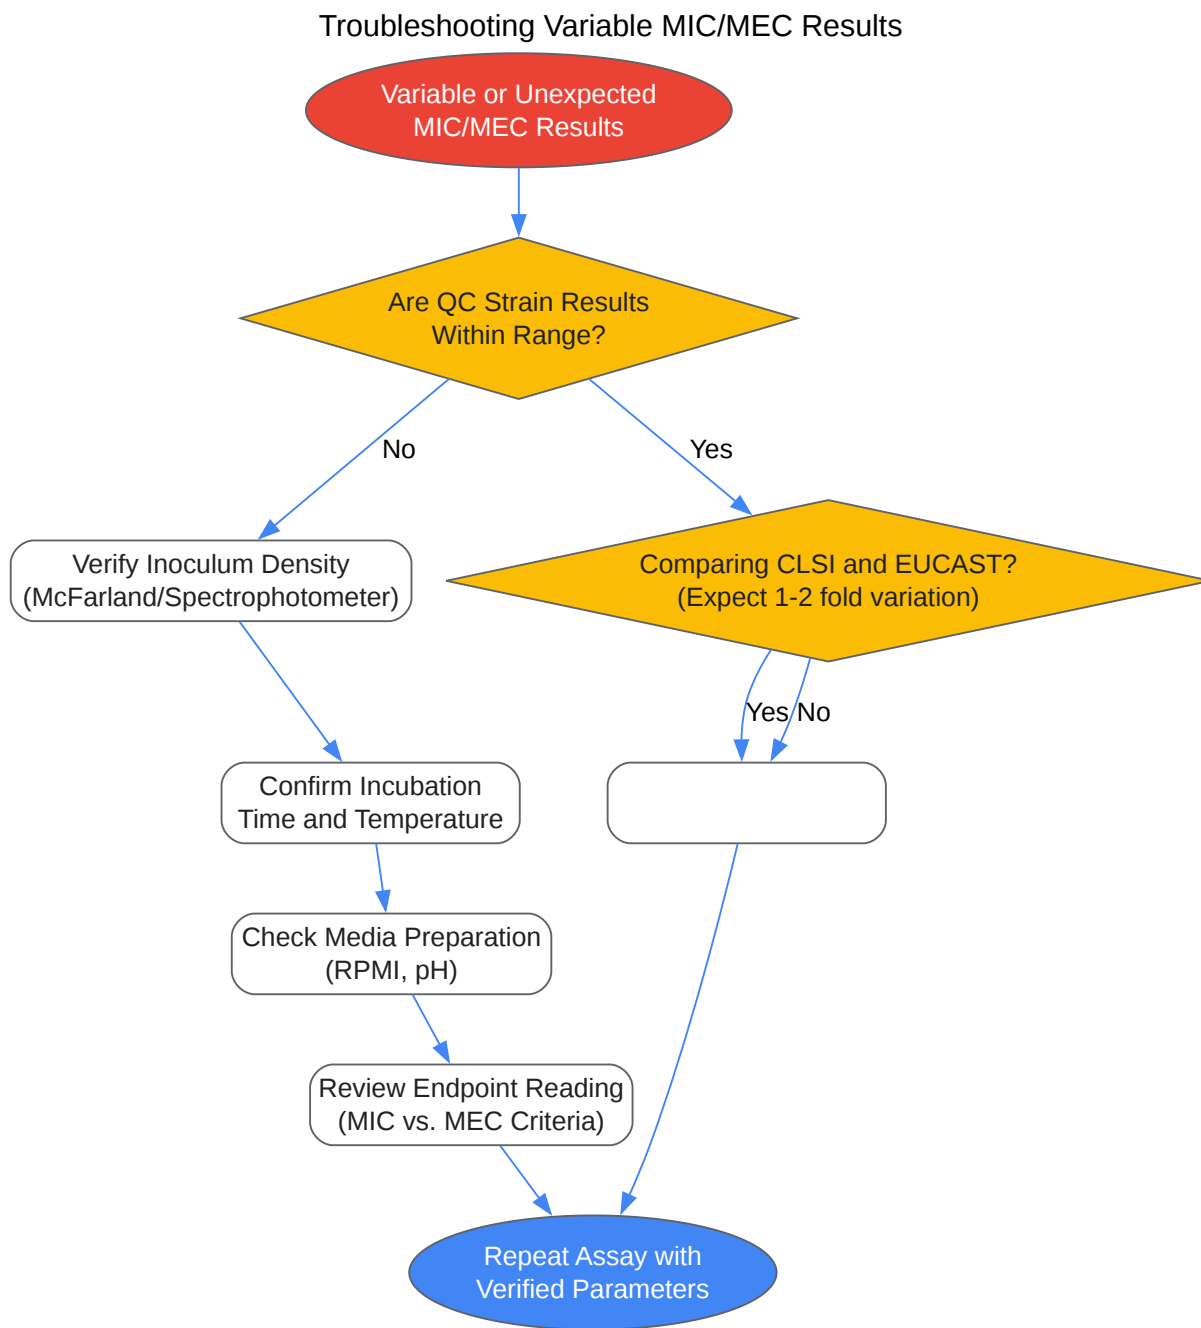 Troubleshooting Variable MIC/MEC Results
Variable or Unexpected
MIC/MEC Results
Are QC Strain Results
Within Range?
No
Yes
Verify Inoculum Density
(McFarland/Spectrophotometer)
Comparing CLSI and EUCAST?
(Expect 1-2 fold variation)
Yes
No
Confirm Incubation
Time and Temperature
Check Media Preparation
(RPMI, pH)
Review Endpoint Reading
(MIC vs. MEC Criteria)
Repeat Assay with
Verified Parameters